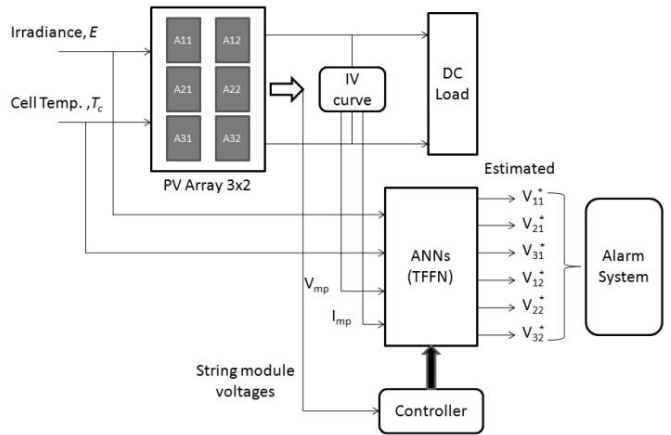 Irradiance, E
Cell Temp. ,Tc
A11 A12
A21 A22
A31 A32
PV Array 3x2
IV
curve
DC
Load
Estimated
ANNs
(TFFN)
V11*
V21*
V31*
V12*
V22*
V32*
Alarm
System
Vmp
Imp
String module
voltages
Controller